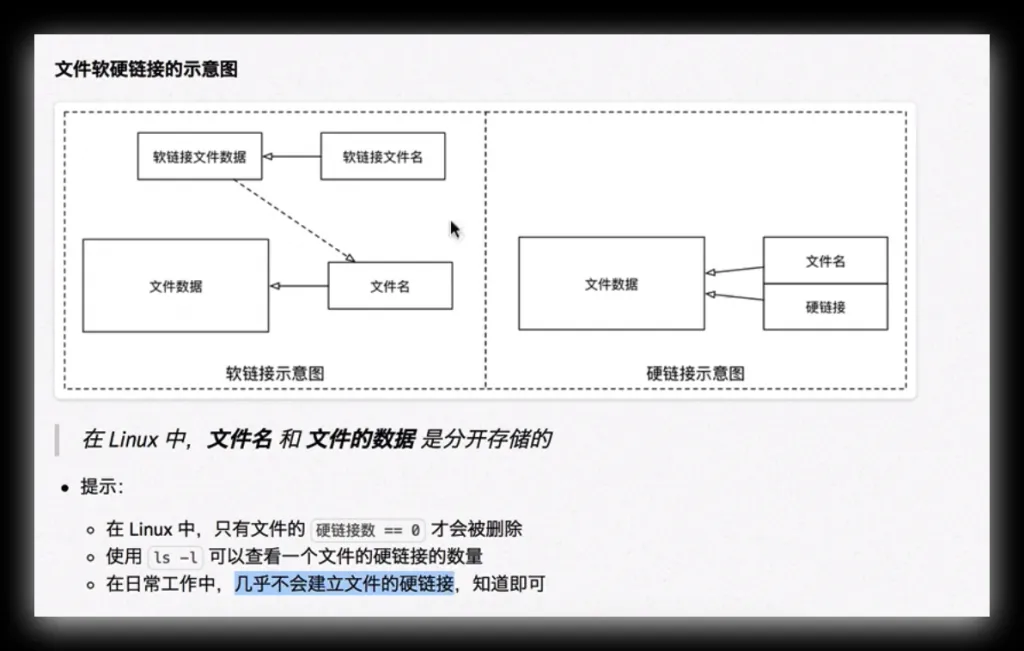 文件软硬链接的示意图
软链接文件数据
软链接文件名
文件数据
文件名
软链接示意图
文件数据
文件名
硬链接
硬链接示意图
在 Linux 中，文件名 和 文件的数据 是分开存储的
提示：
在 Linux 中，只有文件的 硬链接数 == 0 才会被删除
使用 ls -l 可以查看一个文件的硬链接的数量
在日常工作中，几乎不会建立文件的硬链接，知道即可